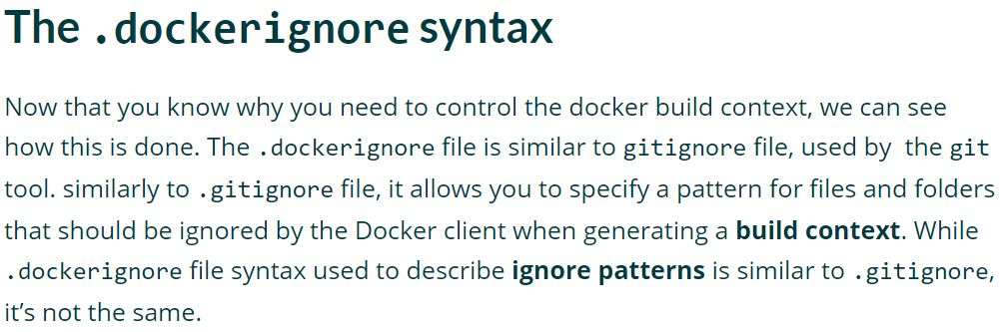 The .dockerignore syntax
Now that you know why you need to control the docker build context, we can see
how this is done. The .dockerignore file is similar to gitignore file, used by  the git
tool. similarly to .gitignore file, it allows you to specify a pattern for files and folders
that should be ignored by the Docker client when generating a build context. While
.dockerignore file syntax used to describe ignore patterns is similar to .gitignore,
it’s not the same.